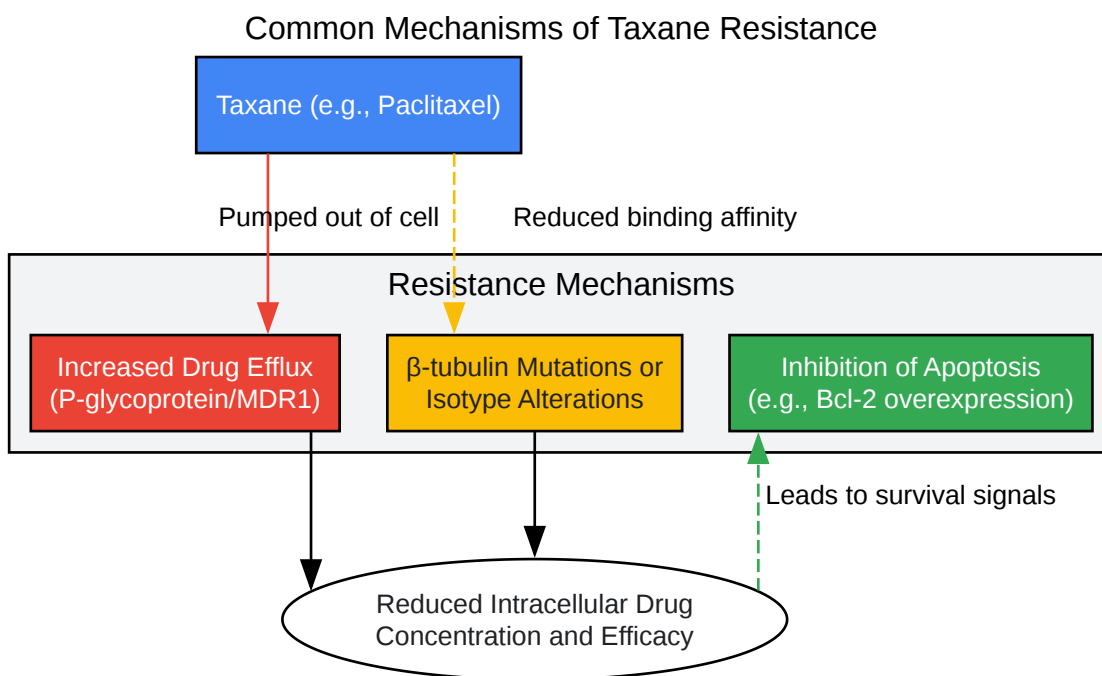 Common Mechanisms of Taxane Resistance
Taxane (e.g., Paclitaxel)
Pumped out of cell
Reduced binding affinity
Resistance Mechanisms
Increased Drug Efflux
(P-glycoprotein/MDR1)
β-tubulin Mutations or
Isotype Alterations
Inhibition of Apoptosis
(e.g., Bcl-2 overexpression)
Leads to survival signals
Reduced Intracellular Drug
Concentration and Efficacy